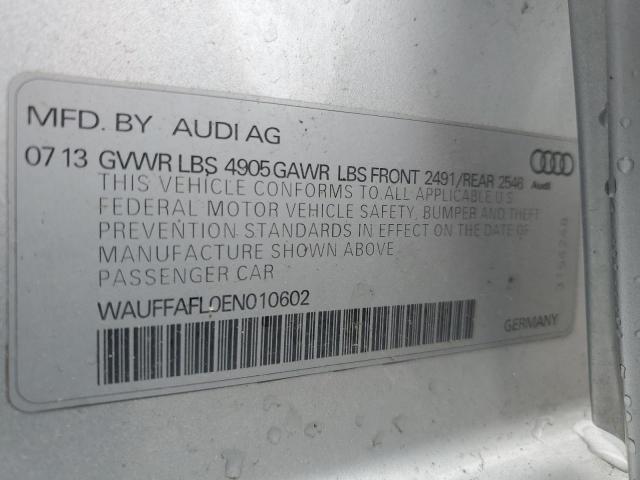 MFD. BY AUDI AG
07 13 GVWR LBS 4905 GAWR LBS FRONT 2491/REAR 2546
Audi
THIS VEHICLE CONFORMS TO ALL APPLICABLE U S
FEDERAL MOTOR VEHICLE SAFETY, BUMPER AND THEFT
PREVENTION STANDARDS IN EFFECT ON THE DATE OF
MANUFACTURE SHOWN ABOVE
PASSENGER CAR
WAUFFAFL0EN010602
GERMANY